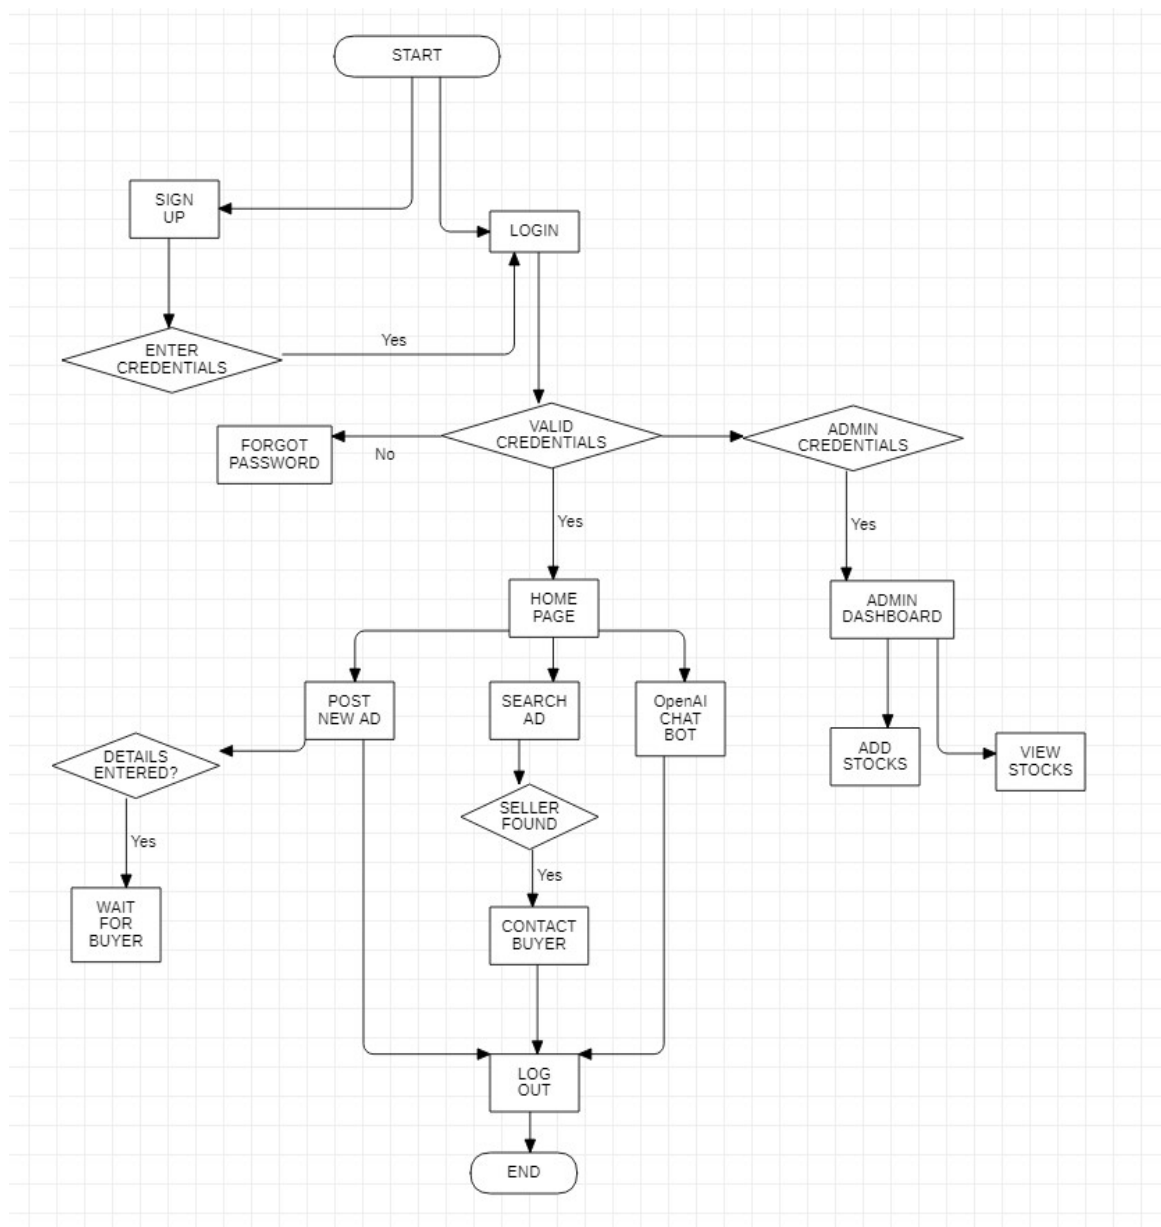 START
SIGN
UP
LOGIN
Yes
ENTER
CREDENTIALS
VALID
CREDENTIALS
ADMIN
CREDENTIALS
FORGOT
PASSWORD
No
Yes
Yes
HOME
PAGE
ADMIN
DASHBOARD
POST
NEW AD
SEARCH
AD
OpenAI
CHAT
BOT
ADD
STOCKS
VIEW
STOCKS
DETAILS
ENTERED?
SELLER
FOUND
Yes
Yes
WAIT
FOR
BUYER
CONTACT
BUYER
LOG
OUT
END